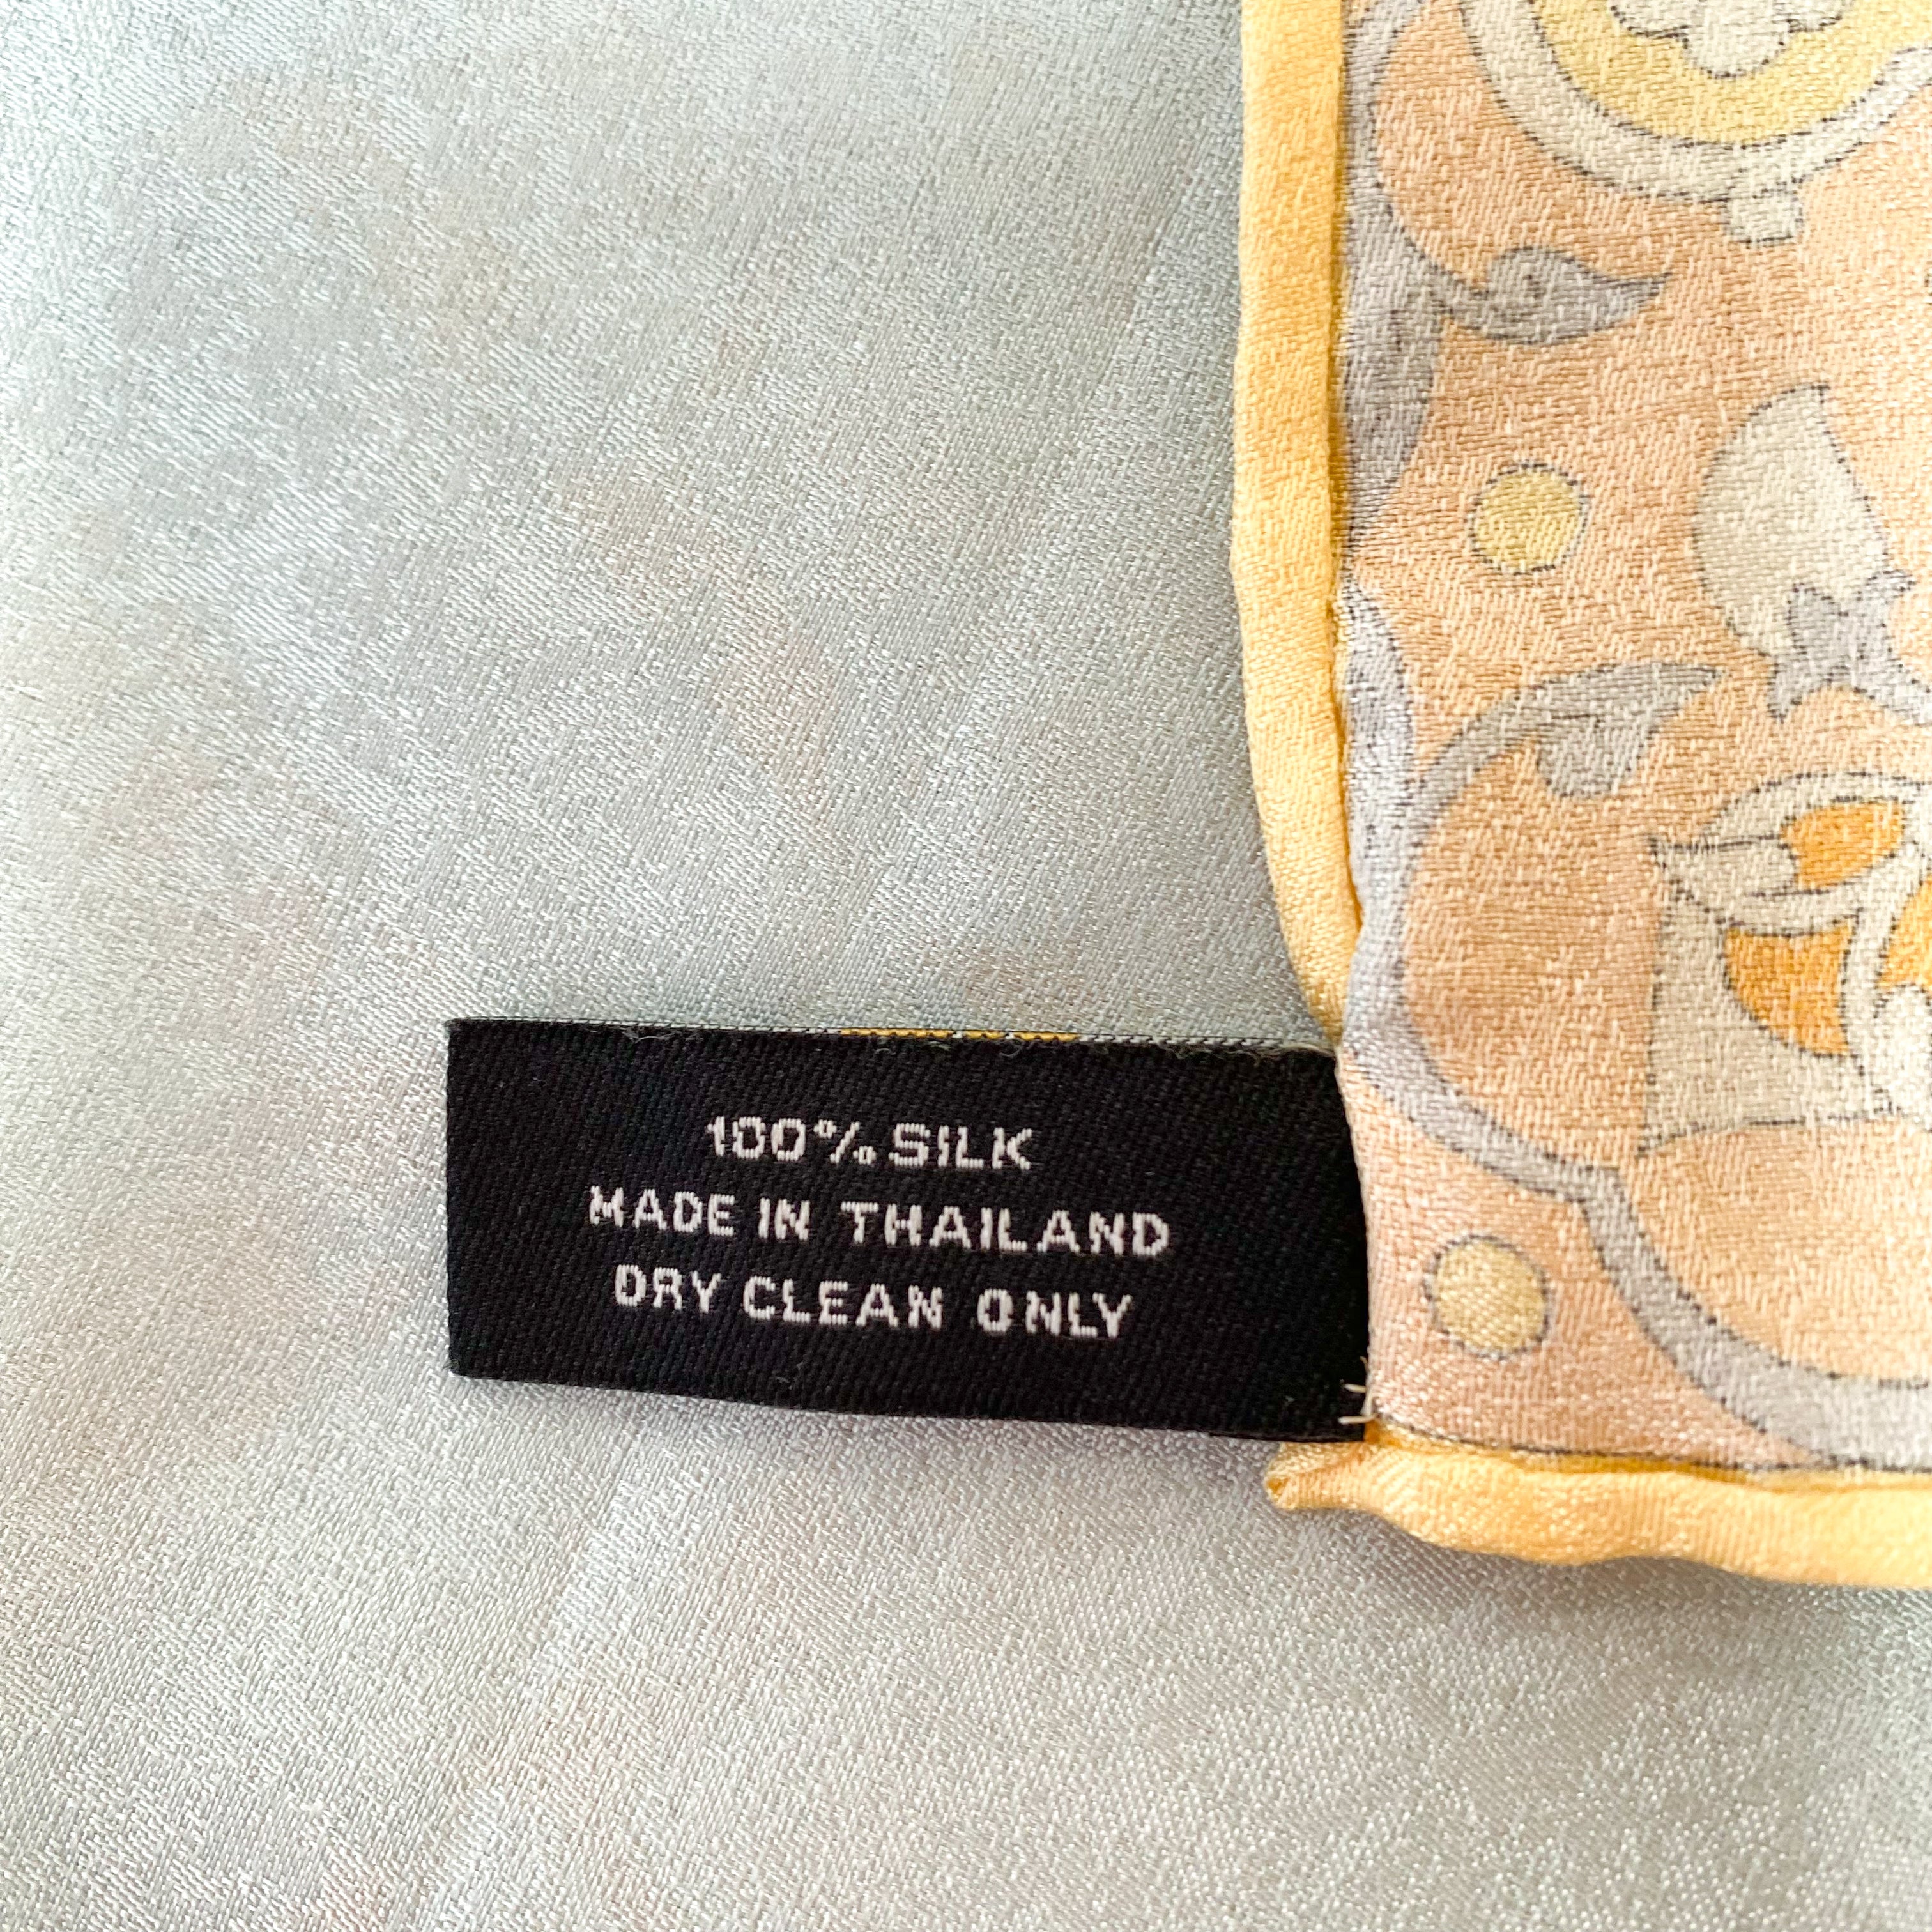 100% SILK
MADE IN THAILAND
DRY CLEAN ONLY